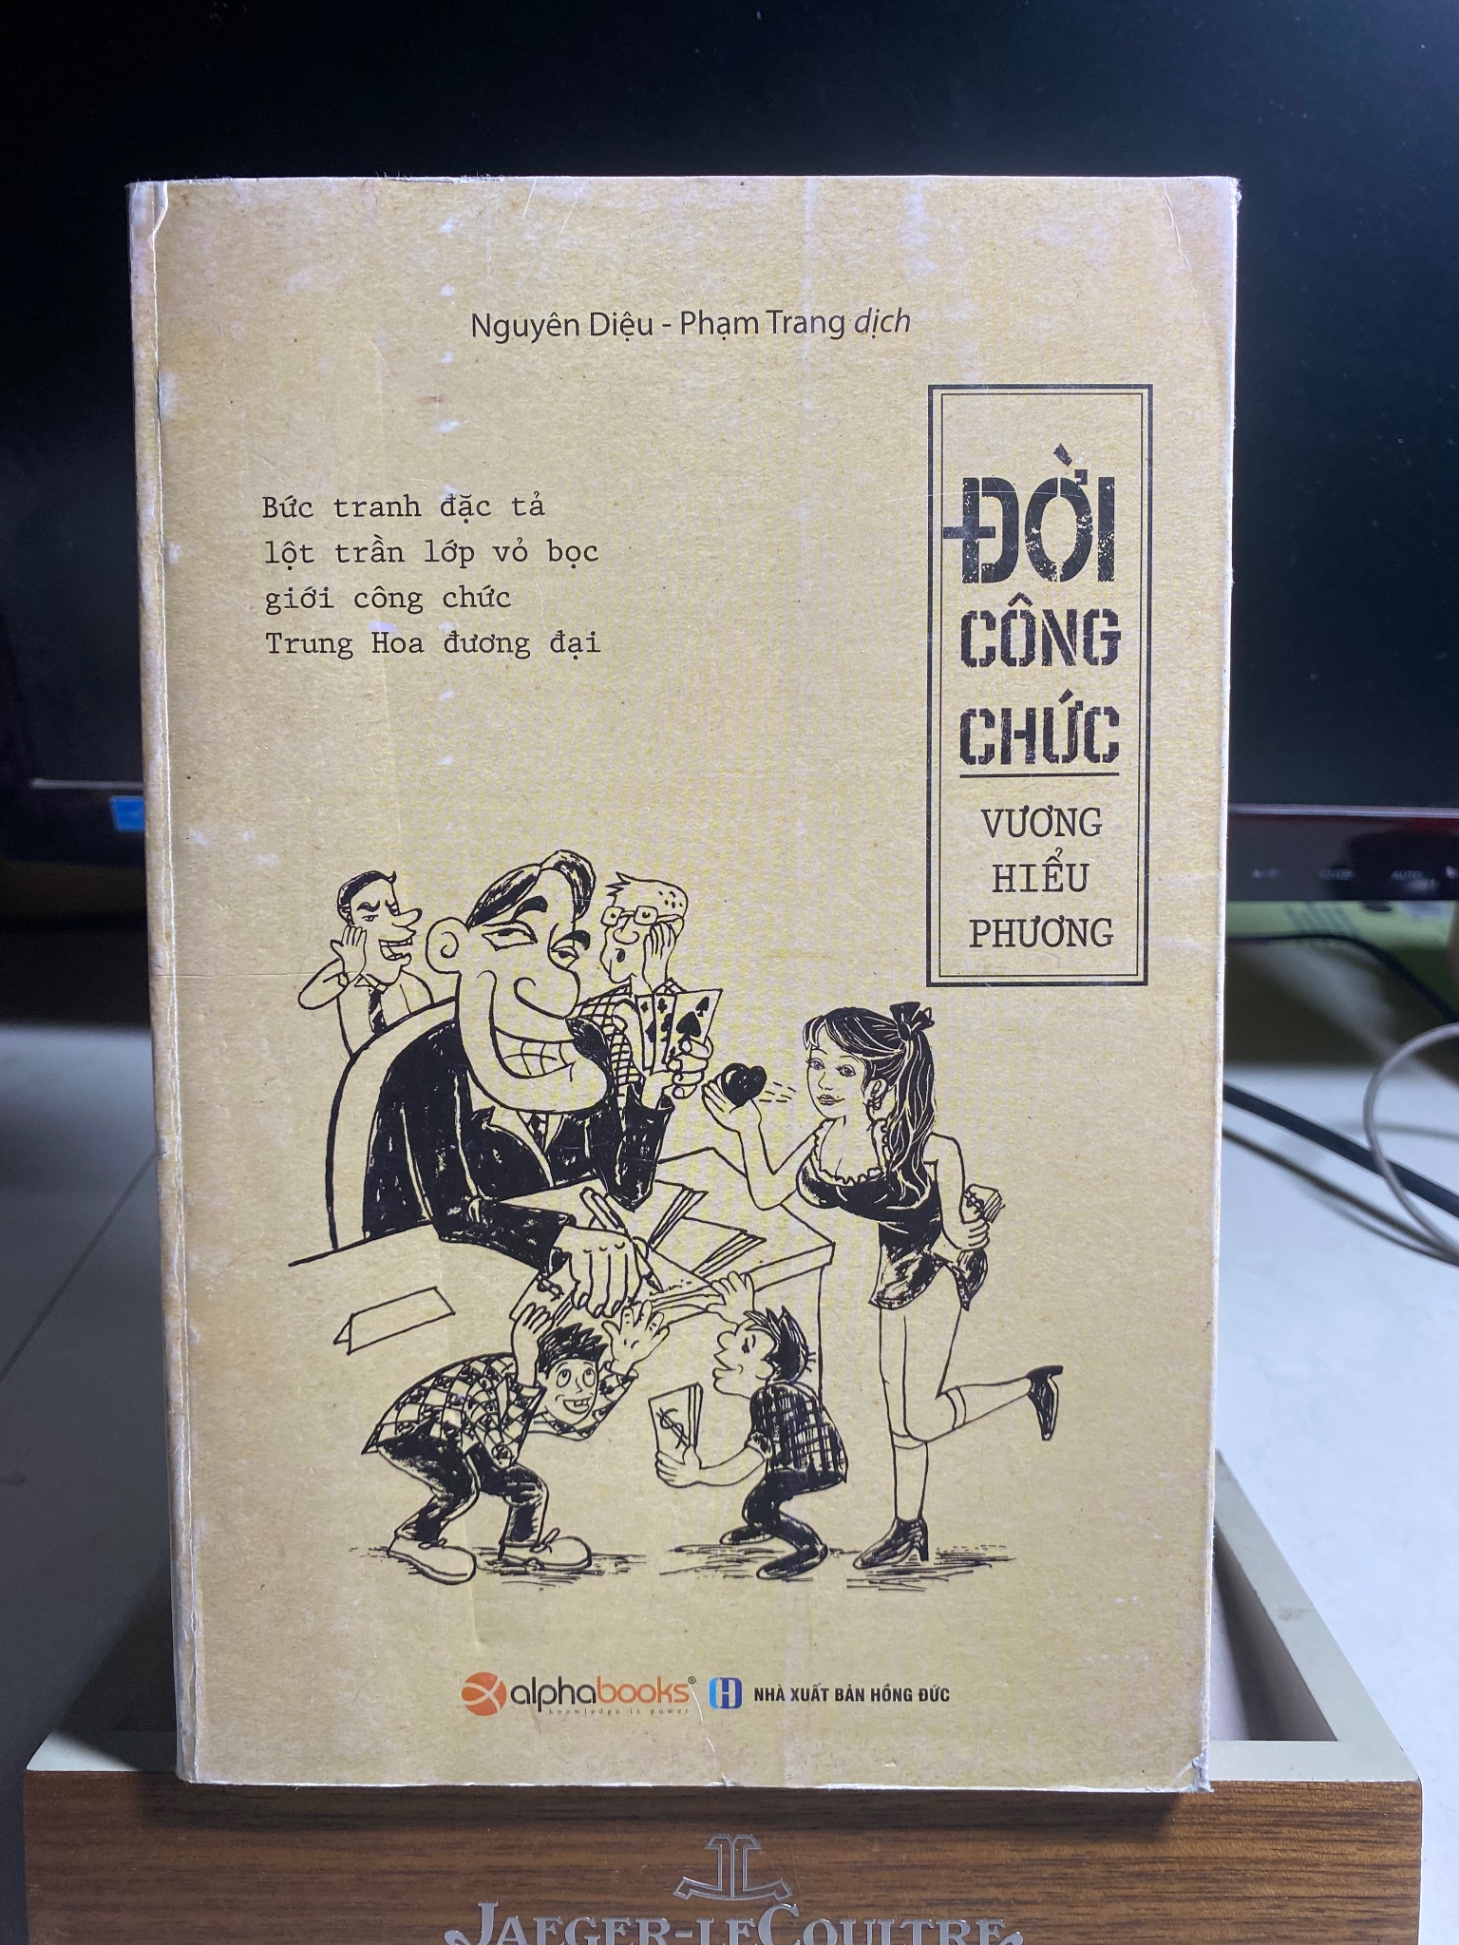 Nguyên Diệu - Phạm Trang dịch
Bức tranh đặc tả
lột trần lớp vỏ bọc
giới công chức
Trung Hoa đương đại
ĐỜI
CÔNG
CHỨC
VƯƠNG
HIỂU
PHƯƠNG
alphabooks®
knowledge is power
NHÀ XUẤT BẢN HỒNG ĐỨC
JAEGER-LECOULTRE